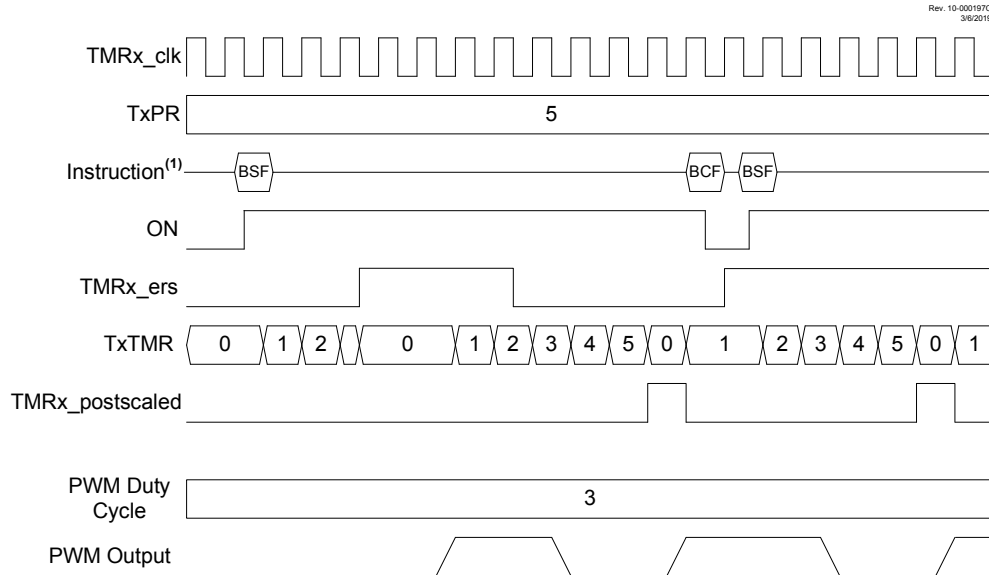 Rev. 10-000197C
3/6/2019
TMRx_clk
TxPR 5
Instruction(1) BSF BCF BSF
ON
TMRx_ers
TxTMR 0 1 2 0 1 2 3 4 5 0 1 2 3 4 5 0 1
TMRx_postscaled
PWM Duty
Cycle 3
PWM Output